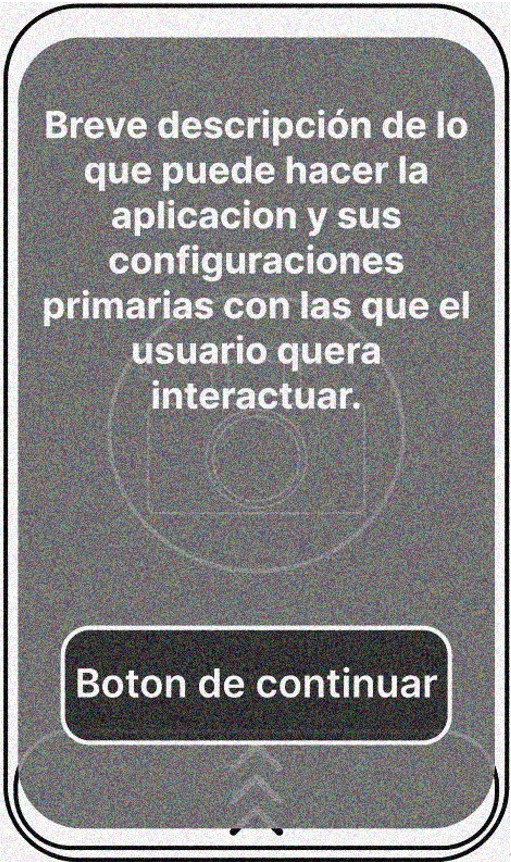 Breve descripción de lo
que puede hacer la
aplicacion y sus
configuraciones
primarias con las que el
usuario quera
interactuar.
Boton de continuar